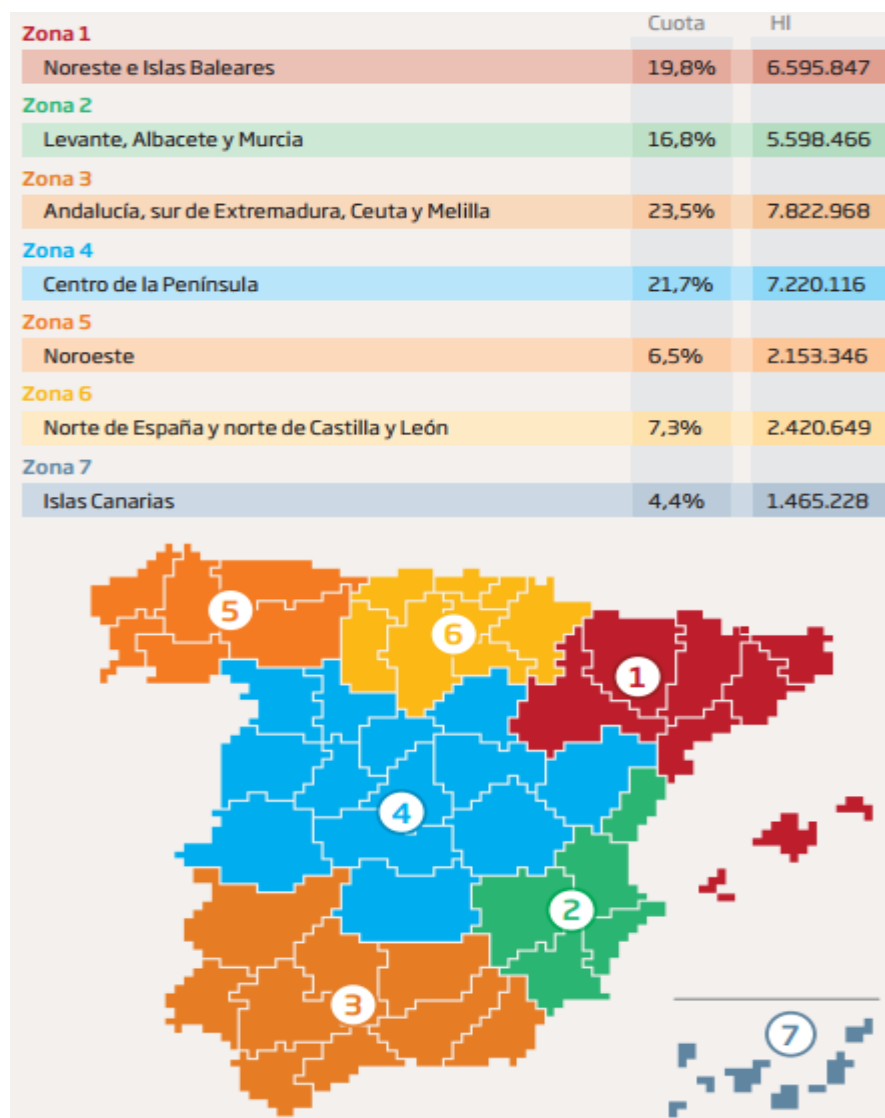 Cuota HI
Zona 1
Noreste e Islas Baleares 19,8% 6.595.847
Zona 2
Levante, Albacete y Murcia 16,8% 5.598.466
Zona 3
Andalucía, sur de Extremadura, Ceuta y Melilla 23,5% 7.822.968
Zona 4
Centro de la Península 21,7% 7.220.116
Zona 5
Noroeste 6,5% 2.153.346
Zona 6
Norte de España y norte de Castilla y León 7,3% 2.420.649
Zona 7
Islas Canarias 4,4% 1.465.228
5
6
1
4
2
3
7